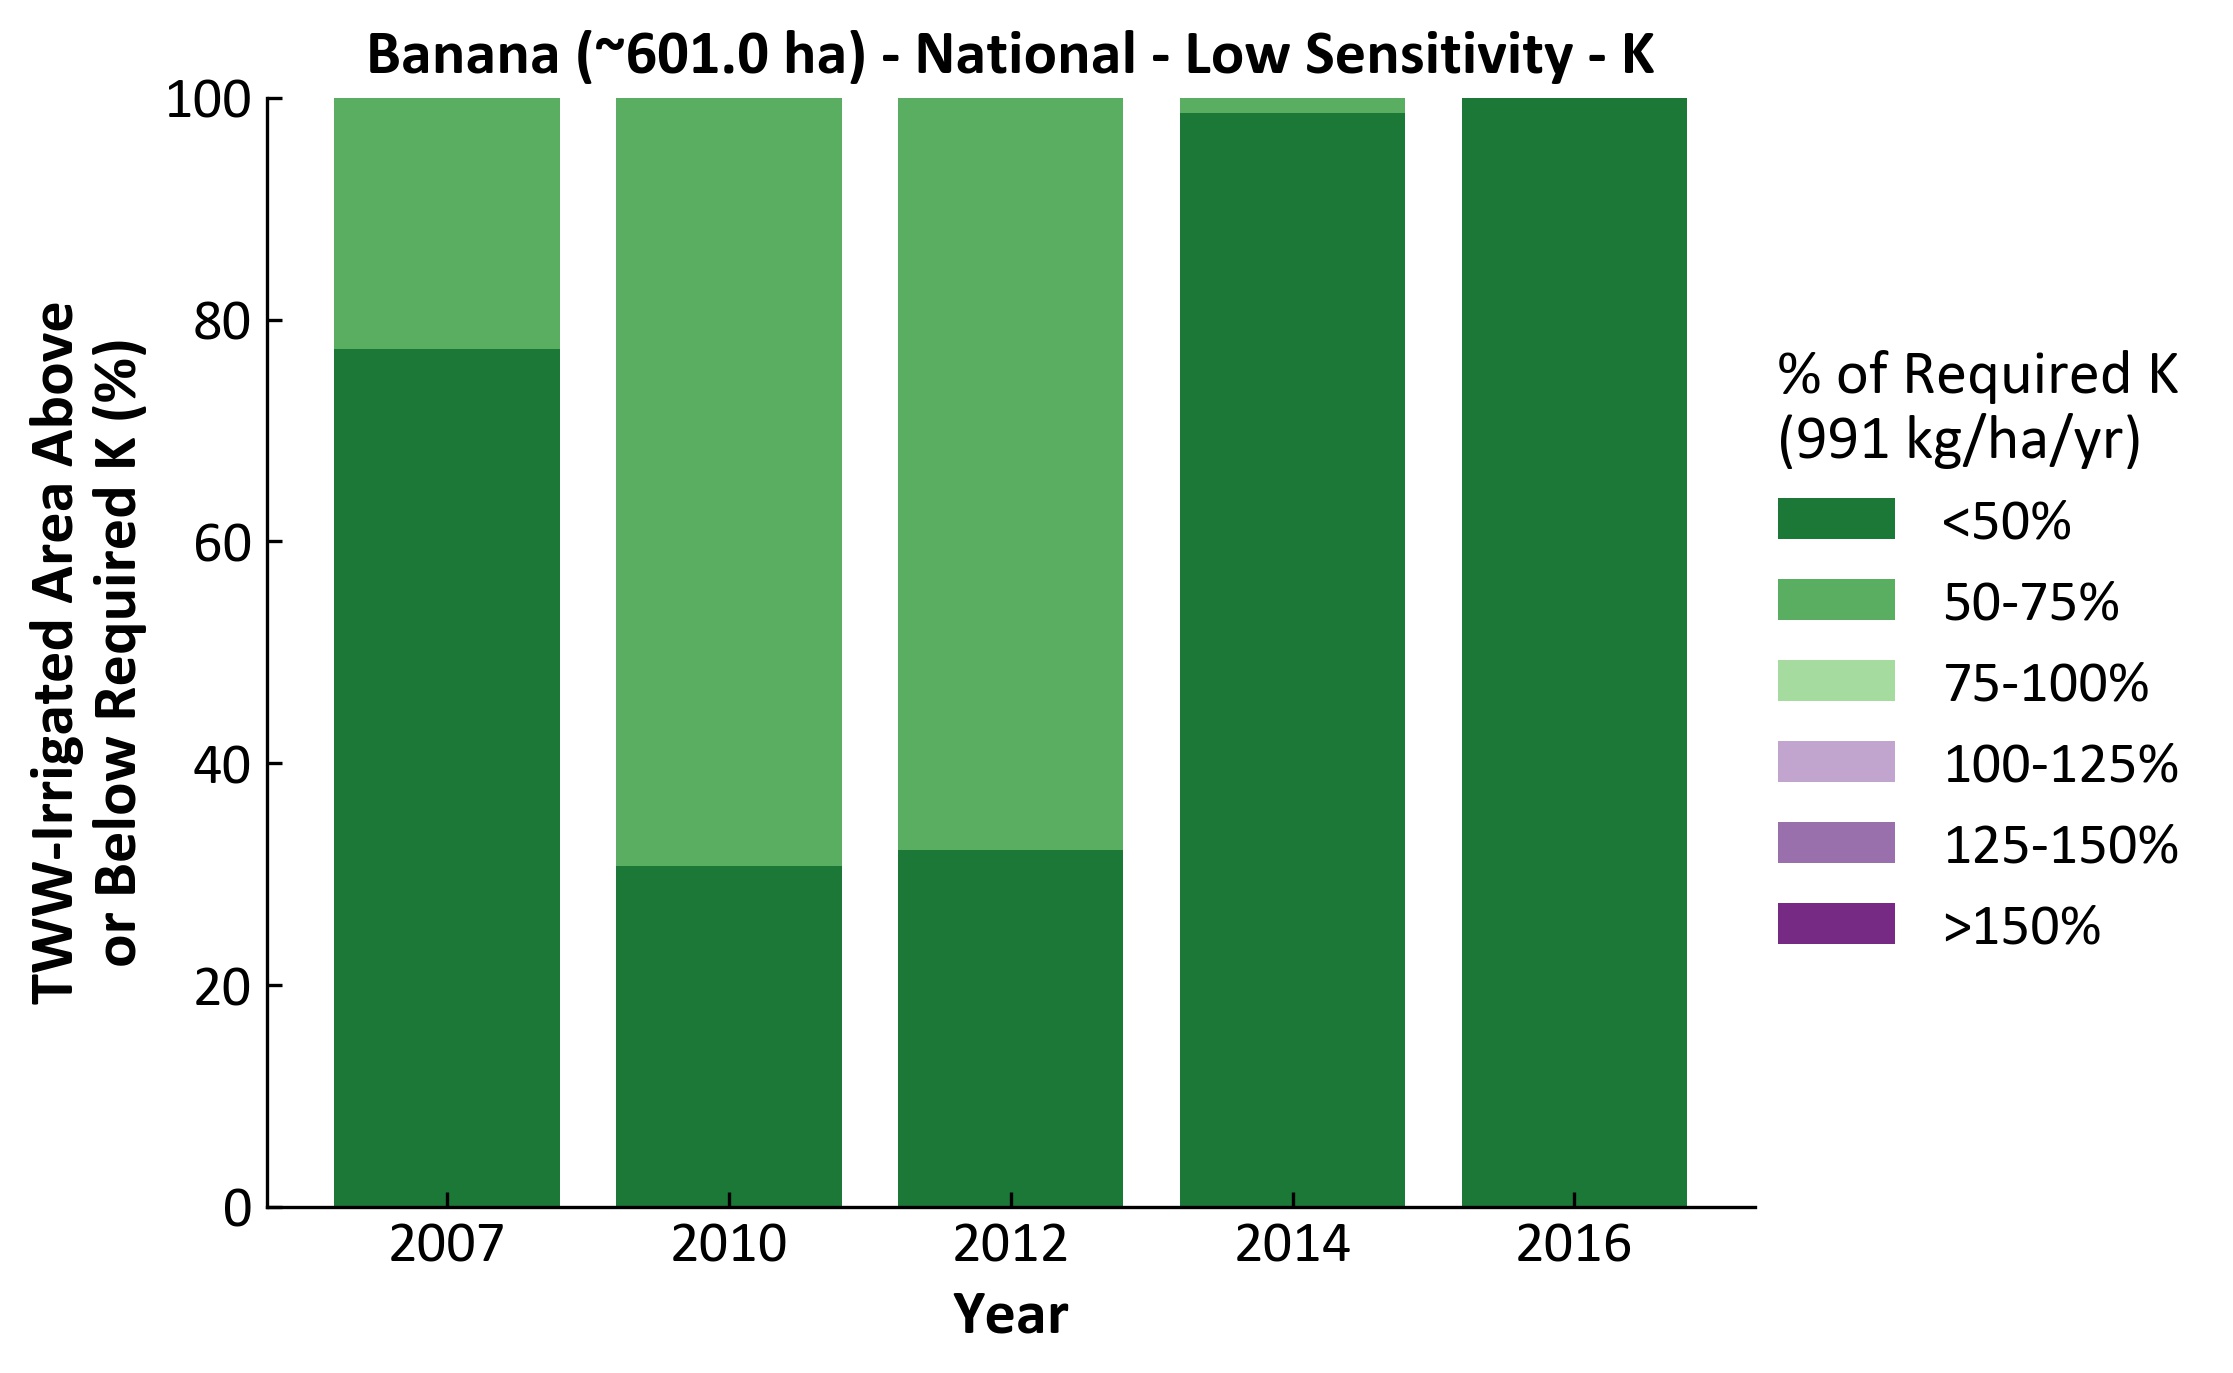 Banana (~601.0 ha) - National - Low Sensitivity - K
TWW-Irrigated Area Above
or Below Required K (%)
100
80
60
40
20
0
2007
2010
2012
2014
2016
Year
% of Required K
(991 kg/ha/yr)
<50%
50-75%
75-100%
100-125%
125-150%
>150%